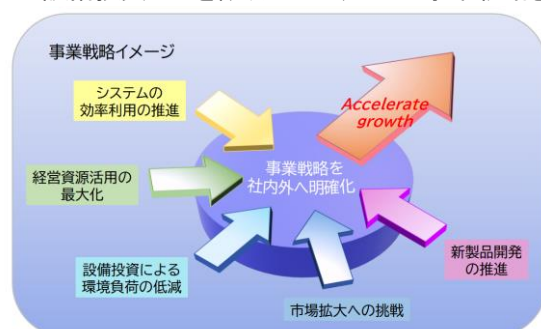 事業戦略イメージ
システムの
効率利用の推進
Accelerate
growth
事業戦略を
社内外へ明確化
経営資源活用の
最大化
設備投資による
環境負荷の低減
市場拡大への挑戦
新製品開発
の推進